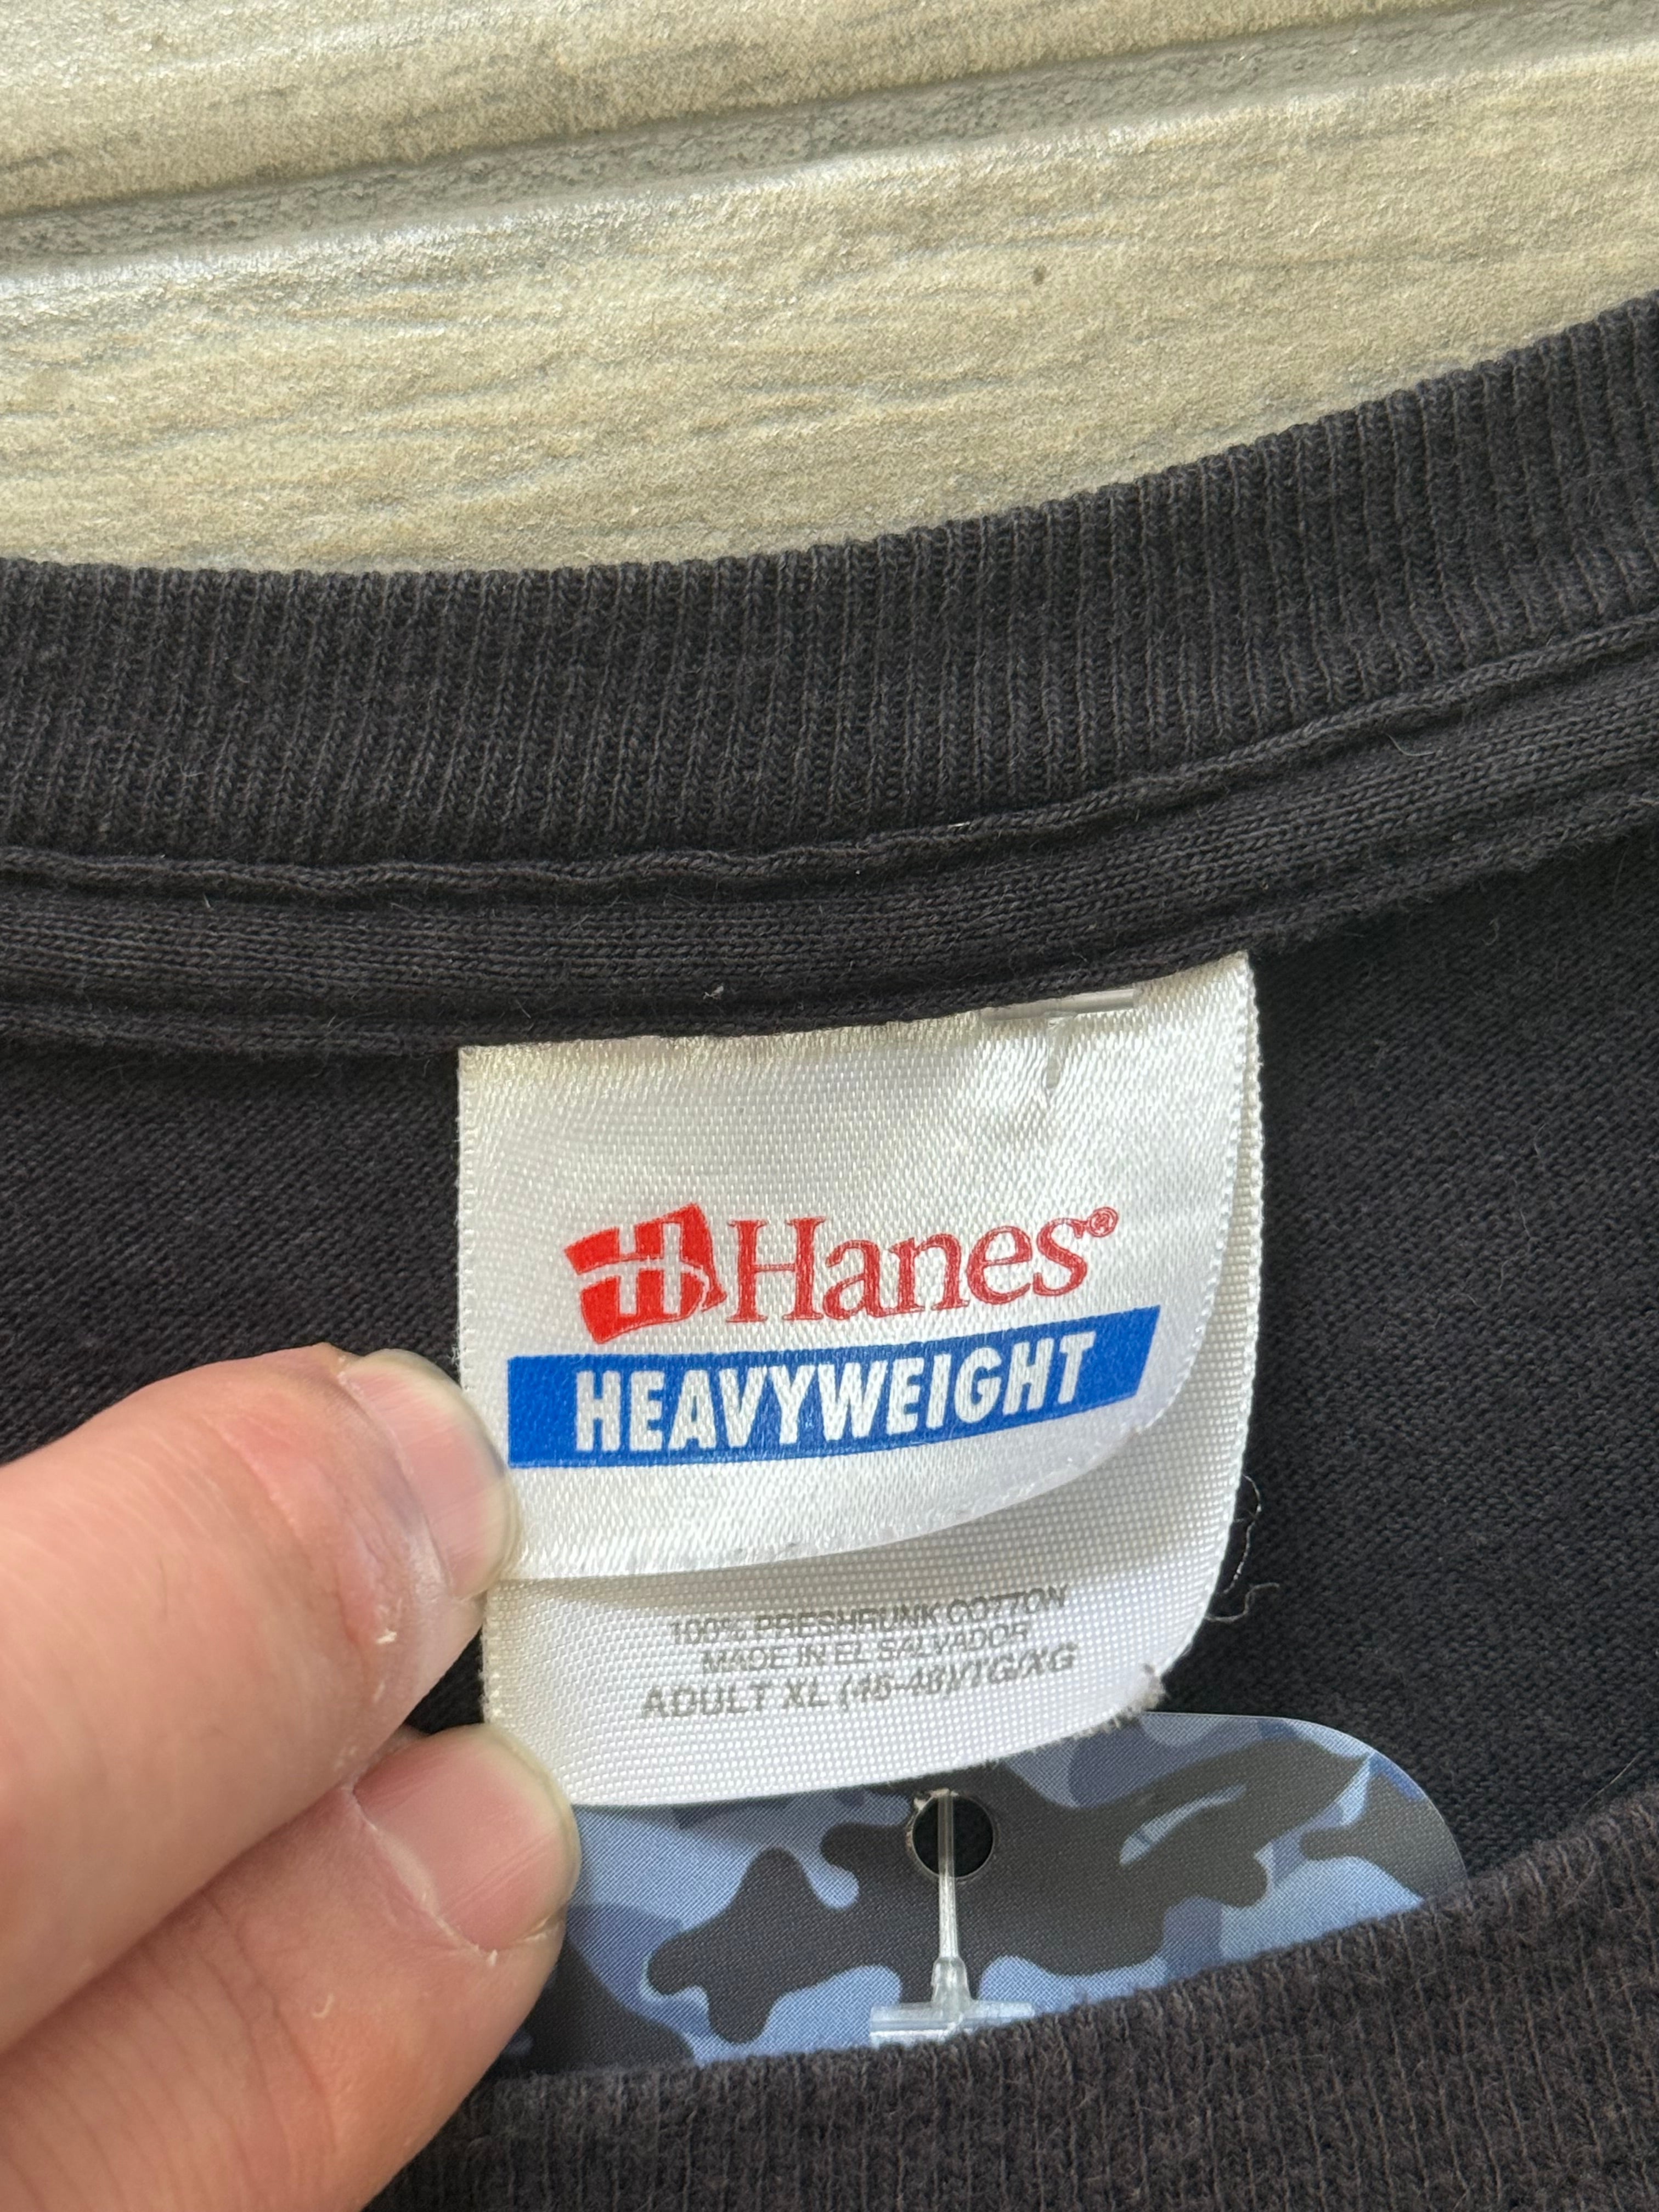 Hanes®
HEAVYWEIGHT
100% PRESHRUNK COTTON
MADE IN EL SALVADOR
ADULT XL (46-48)/TG/XG